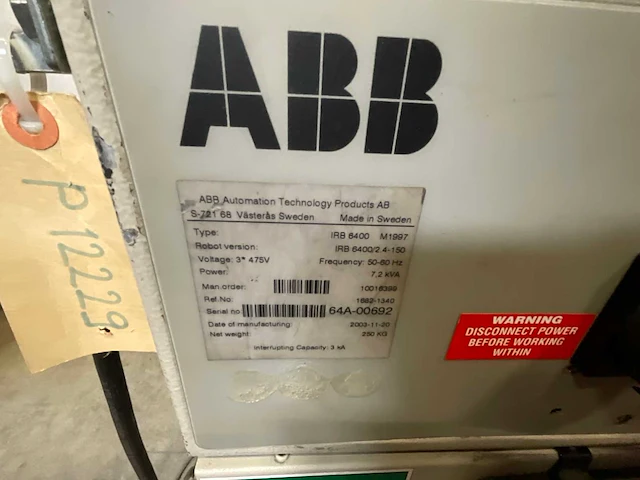 ABB
ABB Automation Technology Products AB
S-721 68 Västerås Sweden Made in Sweden
Type: IRB 6400 M1997
Robot version: IRB 6400/2.4-150
Voltage: 3* 475V Frequency: 50-60 Hz
Power: 7,2 kVA
Man.order: 10018399
Ref.No: 1662-1340
Serial no 64A-00692
Date of manufacturing: 2003-11-20
Net weight: 250 KG
Interrupting Capacity: 3 kA
P12229
WARNING
DISCONNECT POWER
BEFORE WORKING
WITHIN